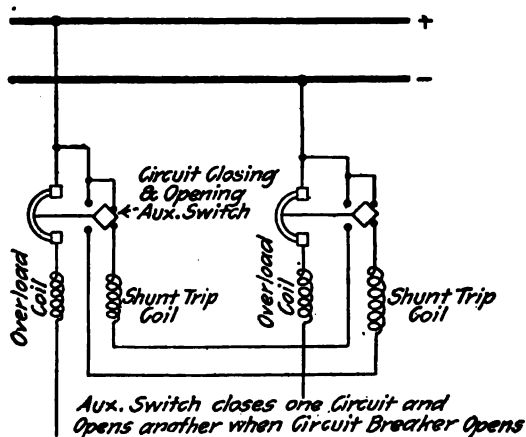 +
−
Circuit Closing
& Opening
Aux. Switch
Overload
Coil
Shunt Trip
Coil
Overload
Coil
Shunt Trip
Coil
Aux. Switch closes one Circuit and
Opens another when Circuit Breaker Opens